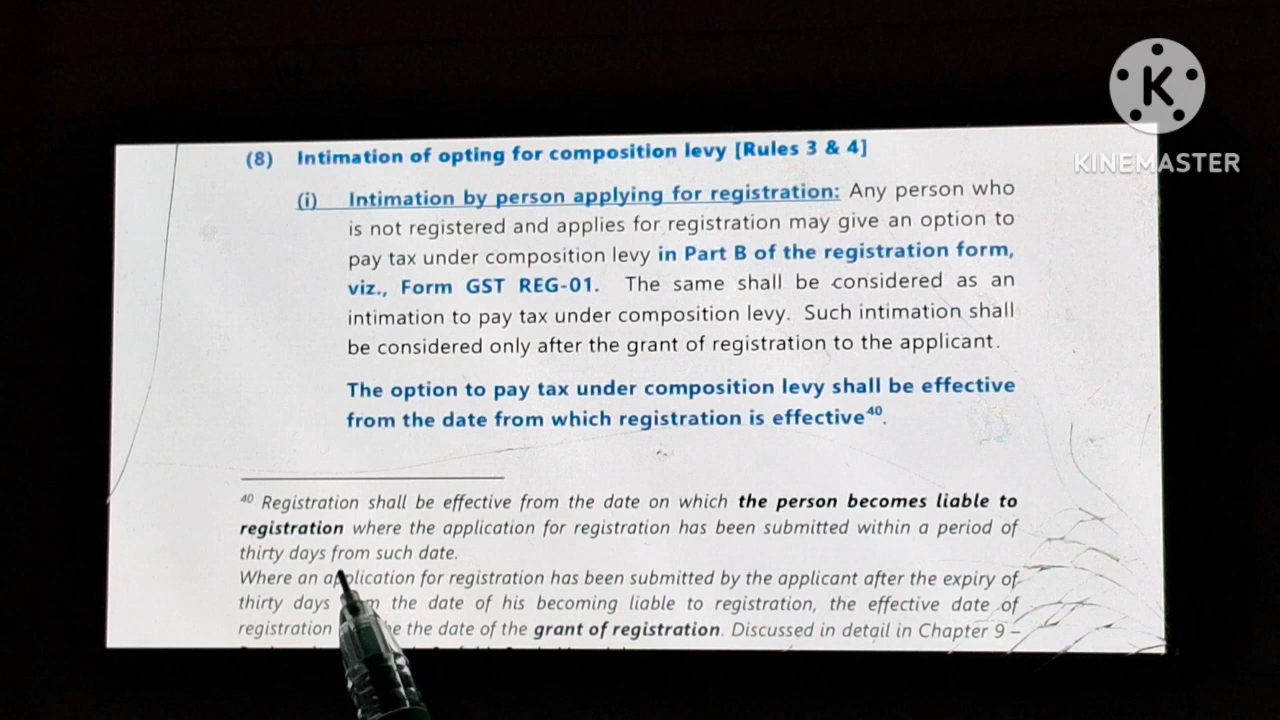 K
KINEMASTER
(8) Intimation of opting for composition levy [Rules 3 & 4]
(i) Intimation by person applying for registration: Any person who
is not registered and applies for registration may give an option to
pay tax under composition levy in Part B of the registration form,
viz., Form GST REG-01. The same shall be considered as an
intimation to pay tax under composition levy. Such intimation shall
be considered only after the grant of registration to the applicant.
The option to pay tax under composition levy shall be effective
from the date from which registration is effective40.
40 Registration shall be effective from the date on which the person becomes liable to
registration where the application for registration has been submitted within a period of
thirty days from such date.
Where an application for registration has been submitted by the applicant after the expiry of
thirty days the date of his becoming liable to registration, the effective date of
registration the date of the grant of registration. Discussed in detail in Chapter 9 –